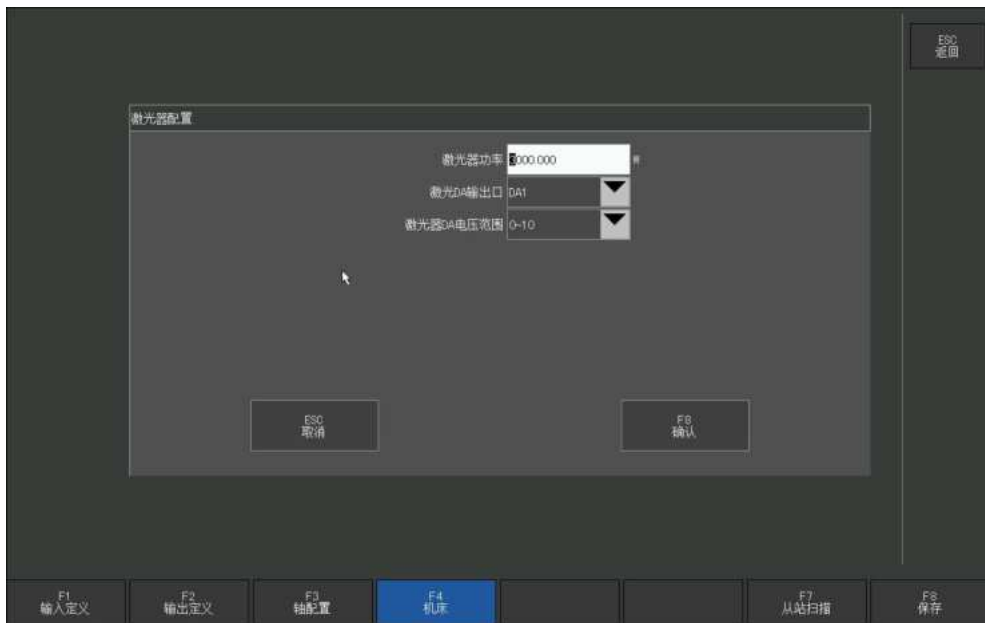 ESC
返回
激光器配置
激光器功率 3000.000 W
激光DA输出口 DA1
激光器DA电压范围 0~10
ESC
取消
F8
确认
F1
输入定义
F2
输出定义
F3
轴配置
F4
机床
F7
从站扫描
F8
保存